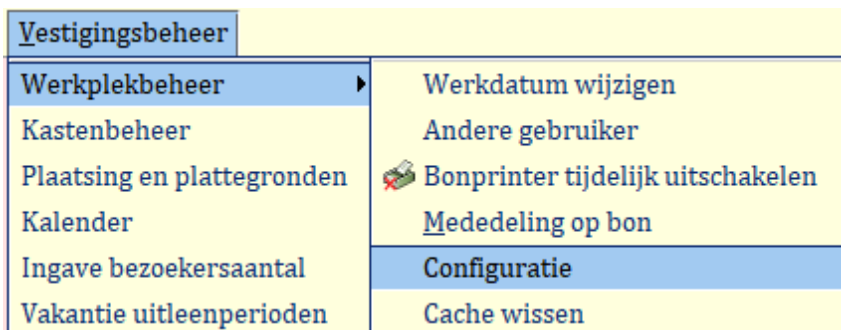 Vestigingsbeheer
Werkplekbeheer
Kastenbeheer
Plaatsing en plattegronden
Kalender
Ingave bezoekersaantal
Vakantie uitleenperioden
Werkdatum wijzigen
Andere gebruiker
Bonprinter tijdelijk uitschakelen
Mededeling op bon
Configuratie
Cache wissen